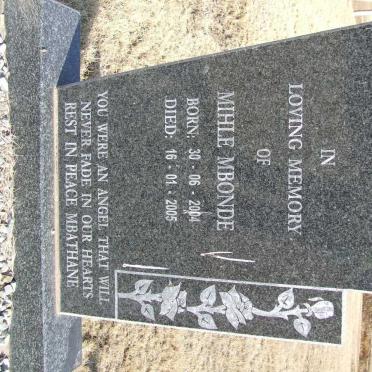 IN
LOVING MEMORY
OF
MIHLE MBONDE
BORN: 30 - 06 - 2004
DIED: 16 - 01 - 2005
YOU WERE AN ANGEL THAT WILL
NEVER FADE IN OUR HEARTS
REST IN PEACE MBATHANE